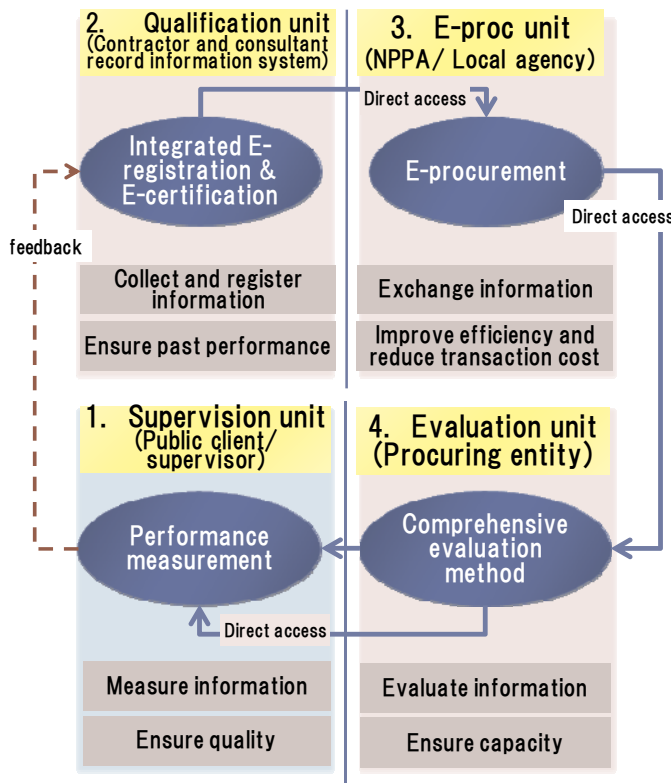 2. Qualification unit
(Contractor and consultant
record information system)
Integrated E-
registration &
E-certification
Collect and register
information
Ensure past performance
3. E-proc unit
(NPPA/ Local agency)
Direct access
E-procurement
Direct access
Exchange information
Improve efficiency and
reduce transaction cost
feedback
1. Supervision unit
(Public client/
supervisor)
Performance
measurement
Direct access
Measure information
Ensure quality
4. Evaluation unit
(Procuring entity)
Comprehensive
evaluation
method
Evaluate information
Ensure capacity